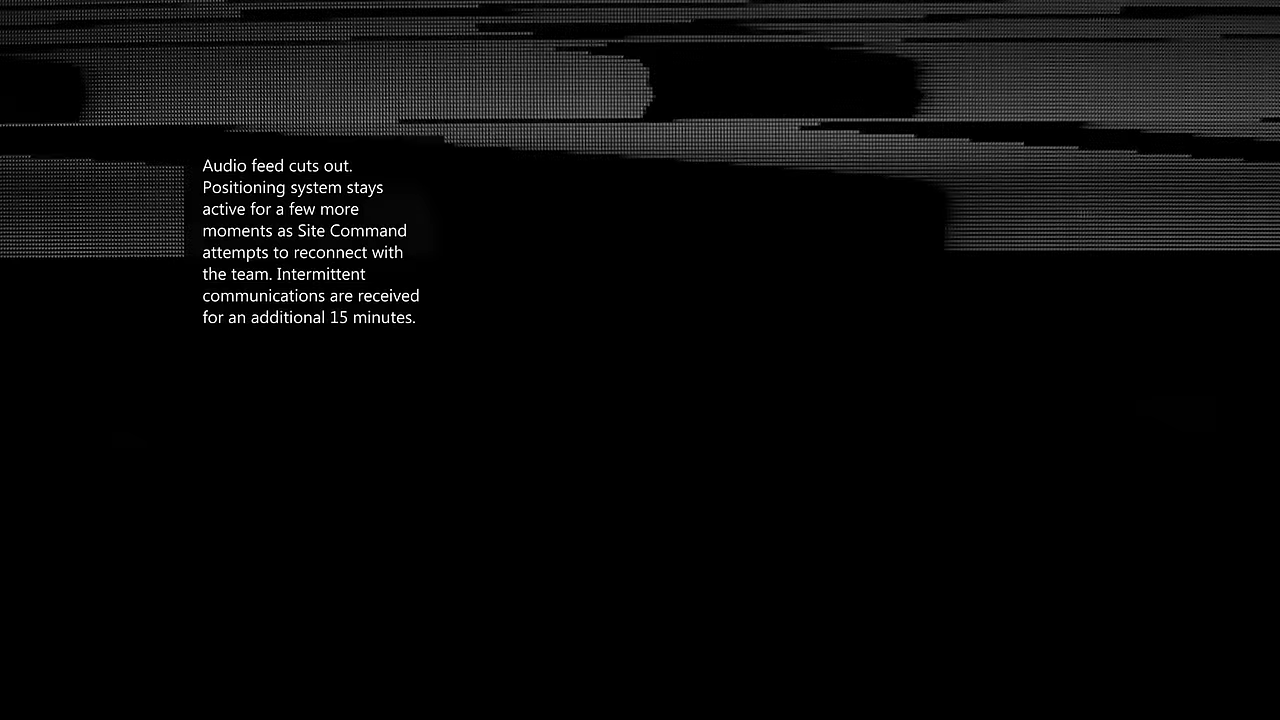 Audio feed cuts out.
Positioning system stays
active for a few more
moments as Site Command
attempts to reconnect with
the team. Intermittent
communications are received
for an additional 15 minutes.